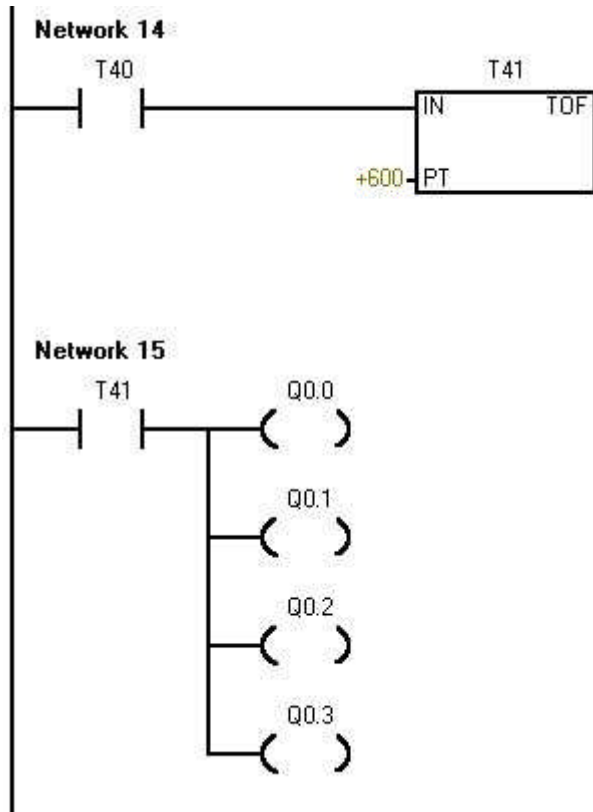 Network 14
T40 T41
IN TOF
+600 PT
Network 15
T41 Q0.0
Q0.1
Q0.2
Q0.3